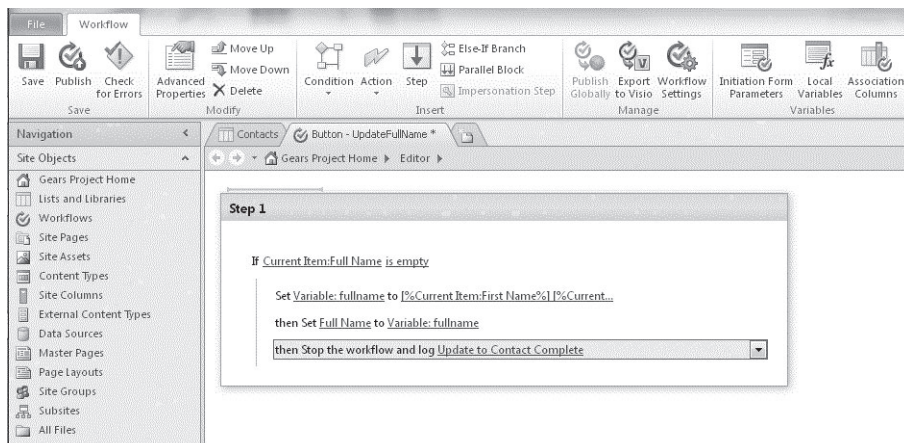 File Workflow
Save Publish Check for Errors
Save
Advanced Properties
Move Up
Move Down
Delete
Modify
Condition Action Step
Else-If Branch
Parallel Block
Impersonation Step
Insert
Publish Globally Export to Visio Workflow Settings
Manage
Initiation Form Parameters Local Variables Association Columns
Variables
Navigation
Site Objects
Gears Project Home
Lists and Libraries
Workflows
Site Pages
Site Assets
Content Types
Site Columns
External Content Types
Data Sources
Master Pages
Page Layouts
Site Groups
Subsites
All Files
Contacts Button - UpdateFullName *
Gears Project Home Editor
Step 1
If Current Item:Full Name is empty
Set Variable: fullname to [%Current Item:First Name%] [%Current...
then Set Full Name to Variable: fullname
then Stop the workflow and log Update to Contact Complete